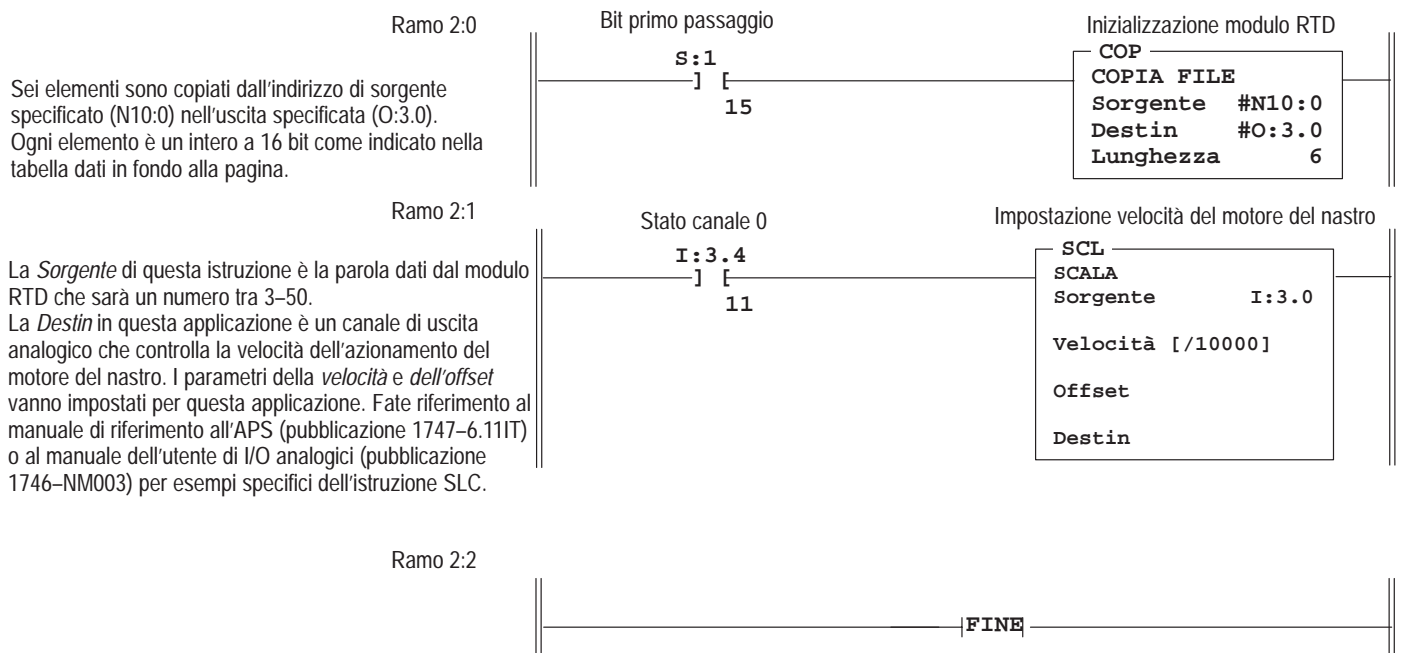 Ramo 2:0
Bit primo passaggio
Inizializzazione modulo RTD
Sei elementi sono copiati dall'indirizzo di sorgente
specificato (N10:0) nell'uscita specificata (O:3.0).
Ogni elemento è un intero a 16 bit come indicato nella
tabella dati in fondo alla pagina.
S:1
] [
15
COP
COPIA FILE
Sorgente #N10:0
Destin #O:3.0
Lunghezza 6
Ramo 2:1
Stato canale 0
Impostazione velocità del motore del nastro
La Sorgente di questa istruzione è la parola dati dal modulo
RTD che sarà un numero tra 3–50.
La Destin in questa applicazione è un canale di uscita
analogico che controlla la velocità dell'azionamento del
motore del nastro. I parametri della velocità e dell'offset
vanno impostati per questa applicazione. Fate riferimento al
manuale di riferimento all'APS (pubblicazione 1747–6.11IT)
o al manuale dell'utente di I/O analogici (pubblicazione
1746–NM003) per esempi specifici dell'istruzione SLC.
I:3.4
] [
11
SCL
SCALA
Sorgente I:3.0
Velocità [/10000]
Offset
Destin
Ramo 2:2
FINE